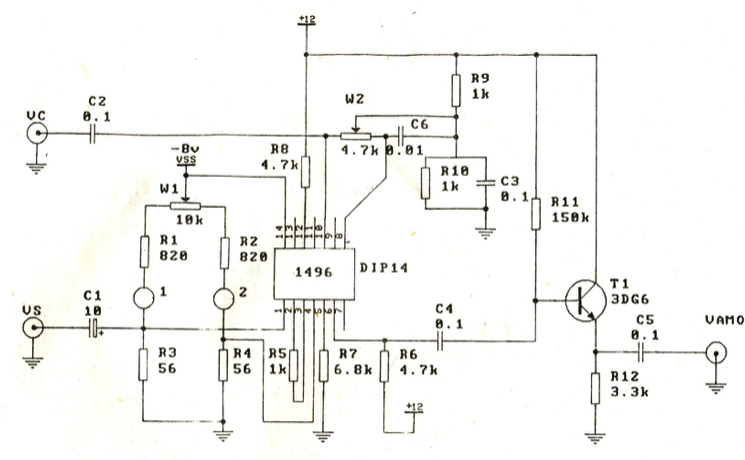 +12
R9
1k
W2
C2
0.1
VC
C6
-8v
VSS
R8
4.7k
4.7k
0.01
R10
1k
C3
0.1
R11
150k
W1
10k
14
13
12
11
10
9
8
R1
820
R2
820
1496
DIP14
1
2
T1
3DG6
VS
C1
10
+
1
2
3
4
5
6
7
C4
0.1
C5
0.1
VAMO
R3
56
R4
56
R5
1k
R7
6.8k
R6
4.7k
R12
3.3k
+12